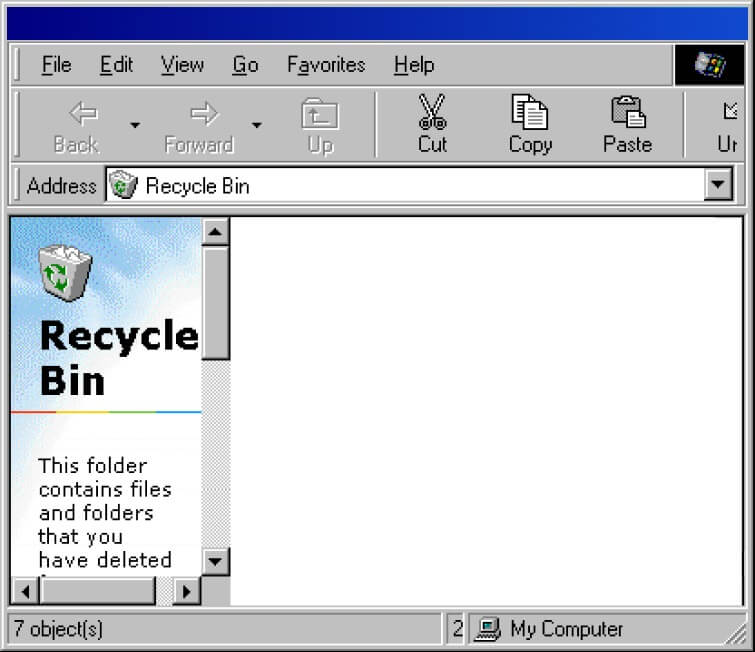 File Edit View Go Favorites Help
Back Forward Up Cut Copy Paste
Address Recycle Bin
Recycle
Bin
This folder
contains files
and folders
that you
have deleted
7 object(s) 2 My Computer